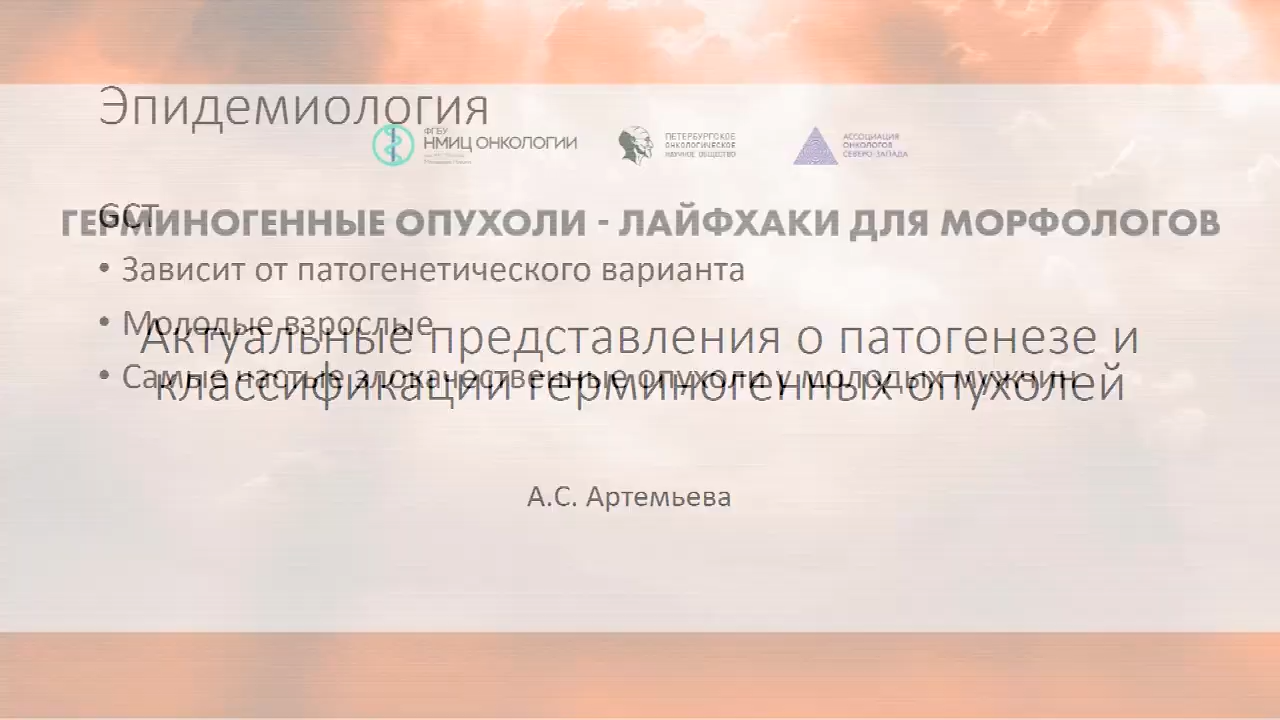 Эпидемиология
ФГБУ
НМИЦ ОНКОЛОГИИ
ПЕТЕРБУРГСКОЕ
ОНКОЛОГИЧЕСКОЕ
НАУЧНОЕ ОБЩЕСТВО
АССОЦИАЦИЯ
ОНКОЛОГОВ
СЕВЕРО-ЗАПАДА
GCT
ГЕРМИНОГЕННЫЕ ОПУХОЛИ - ЛАЙФХАКИ ДЛЯ МОРФОЛОГОВ
• Зависит от патогенетического варианта
• Молодые взрослые
Актуальные представления о патогенезе и
• Самые частые злокачественные опухоли у молодых мужчин
классификации герминогенных опухолей
А.С. Артемьева